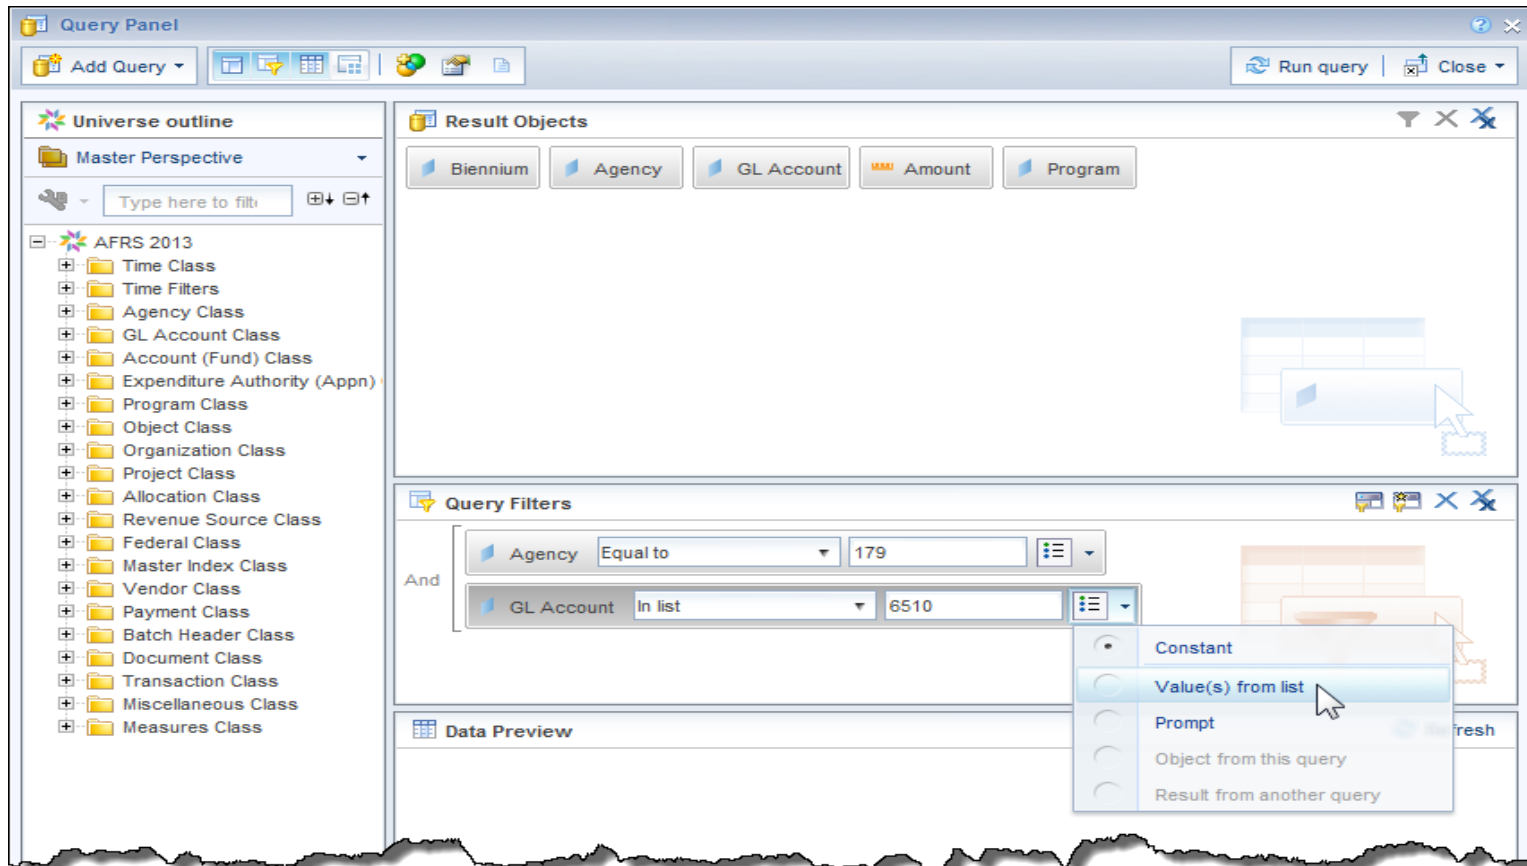 Query Panel
Add Query
Run query
Close
Universe outline
Master Perspective
Type here to filt
AFRS 2013
Time Class
Time Filters
Agency Class
GL Account Class
Account (Fund) Class
Expenditure Authority (Appn)
Program Class
Object Class
Organization Class
Project Class
Allocation Class
Revenue Source Class
Federal Class
Master Index Class
Vendor Class
Payment Class
Batch Header Class
Document Class
Transaction Class
Miscellaneous Class
Measures Class
Result Objects
Biennium Agency GL Account Amount Program
Query Filters
And
Agency Equal to 179
GL Account In list 6510
Constant
Value(s) from list
Prompt
Object from this query
Result from another query
Data Preview
Refresh